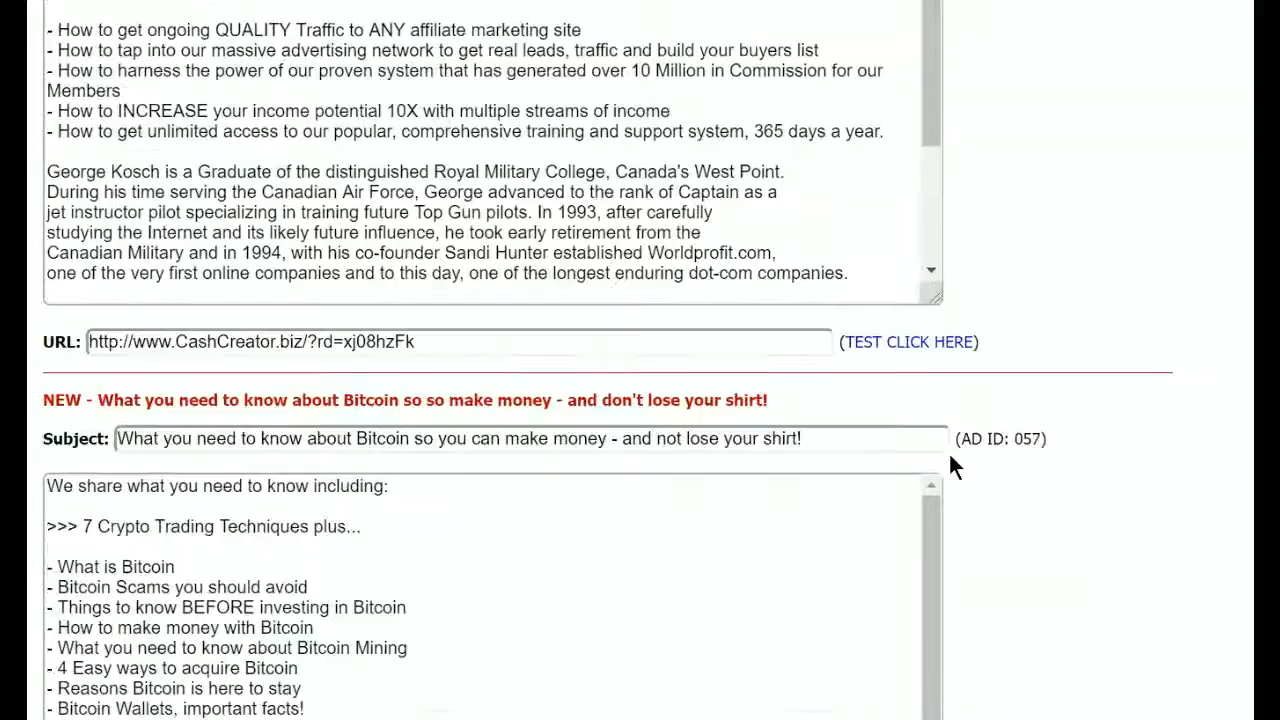 - How to get ongoing QUALITY Traffic to ANY affiliate marketing site
- How to tap into our massive advertising network to get real leads, traffic and build your buyers list
- How to harness the power of our proven system that has generated over 10 Million in Commission for our
Members
- How to INCREASE your income potential 10X with multiple streams of income
- How to get unlimited access to our popular, comprehensive training and support system, 365 days a year.
George Kosch is a Graduate of the distinguished Royal Military College, Canada's West Point.
During his time serving the Canadian Air Force, George advanced to the rank of Captain as a
jet instructor pilot specializing in training future Top Gun pilots. In 1993, after carefully
studying the Internet and its likely future influence, he took early retirement from the
Canadian Military and in 1994, with his co-founder Sandi Hunter established Worldprofit.com,
one of the very first online companies and to this day, one of the longest enduring dot-com companies.
URL: http://www.CashCreator.biz/?rd=xj08hzFk (TEST CLICK HERE)
NEW - What you need to know about Bitcoin so so make money - and don't lose your shirt!
Subject: What you need to know about Bitcoin so you can make money - and not lose your shirt! (AD ID: 057)
We share what you need to know including:
>>> 7 Crypto Trading Techniques plus...
- What is Bitcoin
- Bitcoin Scams you should avoid
- Things to know BEFORE investing in Bitcoin
- How to make money with Bitcoin
- What you need to know about Bitcoin Mining
- 4 Easy ways to acquire Bitcoin
- Reasons Bitcoin is here to stay
- Bitcoin Wallets, important facts!